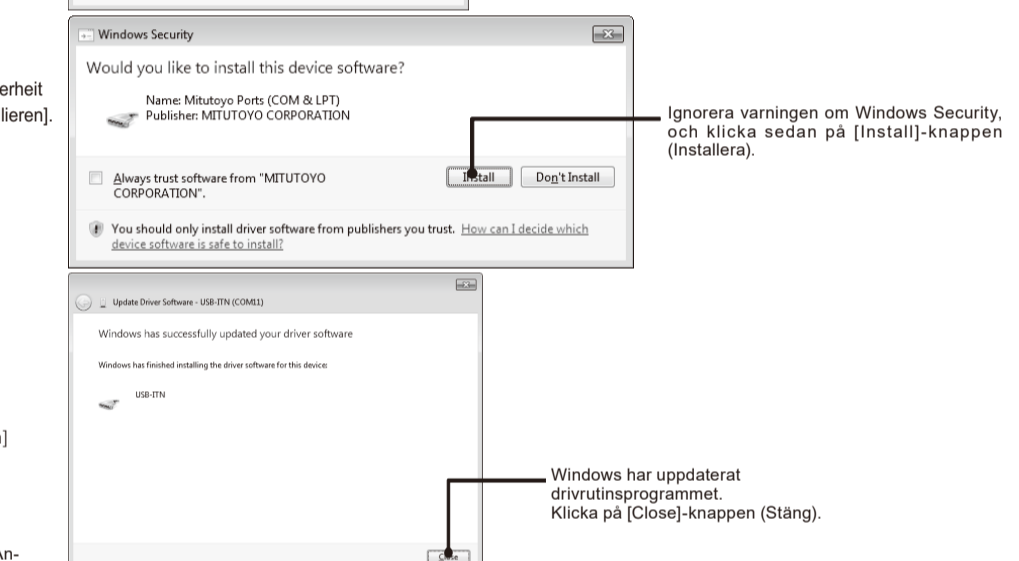 Windows Security
Would you like to install this device software?
erheit
lieren].
Name: Mitutoyo Ports (COM & LPT)
Publisher: MITUTOYO CORPORATION
Ignorera varningen om Windows Security,
och klicka sedan på [Install]-knappen
(Installera).
Always trust software from "MITUTOYO
CORPORATION".
Install
Don't Install
You should only install driver software from publishers you trust. How can I decide which
device software is safe to install?
Update Driver Software - USB-ITN (COM11)
Windows has successfully updated your driver software
Windows has finished installing the driver software for this device:
USB-ITN
]
Windows har uppdaterat
drivrutinsprogrammet.
Klicka på [Close]-knappen (Stäng).
An-
Close